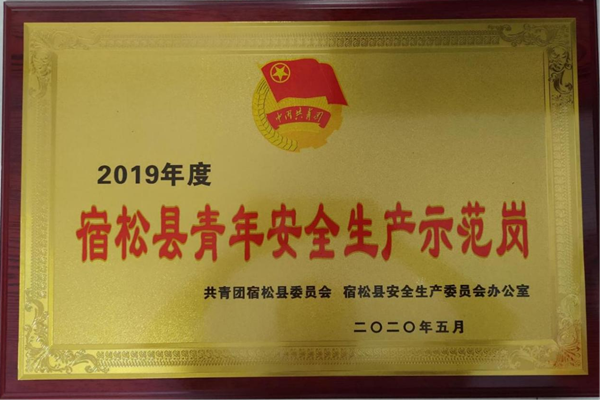 中国共青团
2019年度
宿松县青年安全生产示范岗
共青团宿松县委员会 宿松县安全生产委员会办公室
二〇二〇年五月